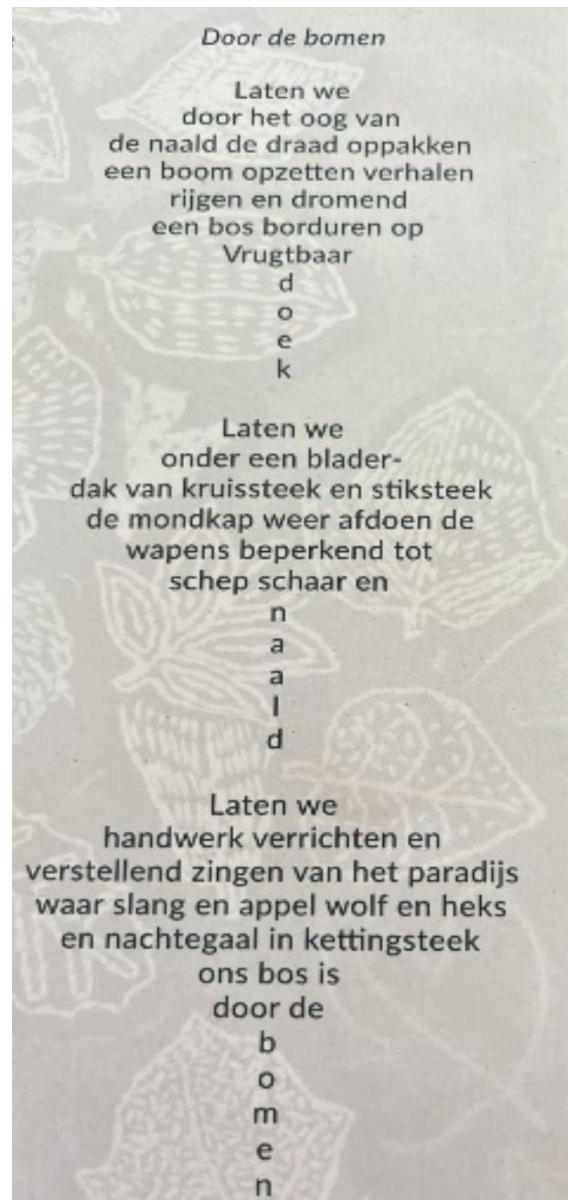 Door de bomen
Laten we
door het oog van
de naald de draad oppakken
een boom opzetten verhalen
rijgen en dromend
een bos borduren op
Vrugtbaar
d
o
e
k
Laten we
onder een blader-
dak van kruissteek en stiksteek
de mondkap weer afdoen de
wapens beperkend tot
schep schaar en
n
a
a
l
d
Laten we
handwerk verrichten en
verstellend zingen van het paradijs
waar slang en appel wolf en heks
en nachtegaal in kettingsteek
ons bos is
door de
b
o
m
e
n